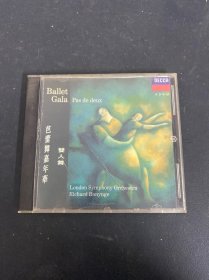 Ballet
Gala
Pas de deux
DECCA
芭蕾舞嘉年華
雙人舞
London Symphony Orchestra
Richard Bonynge